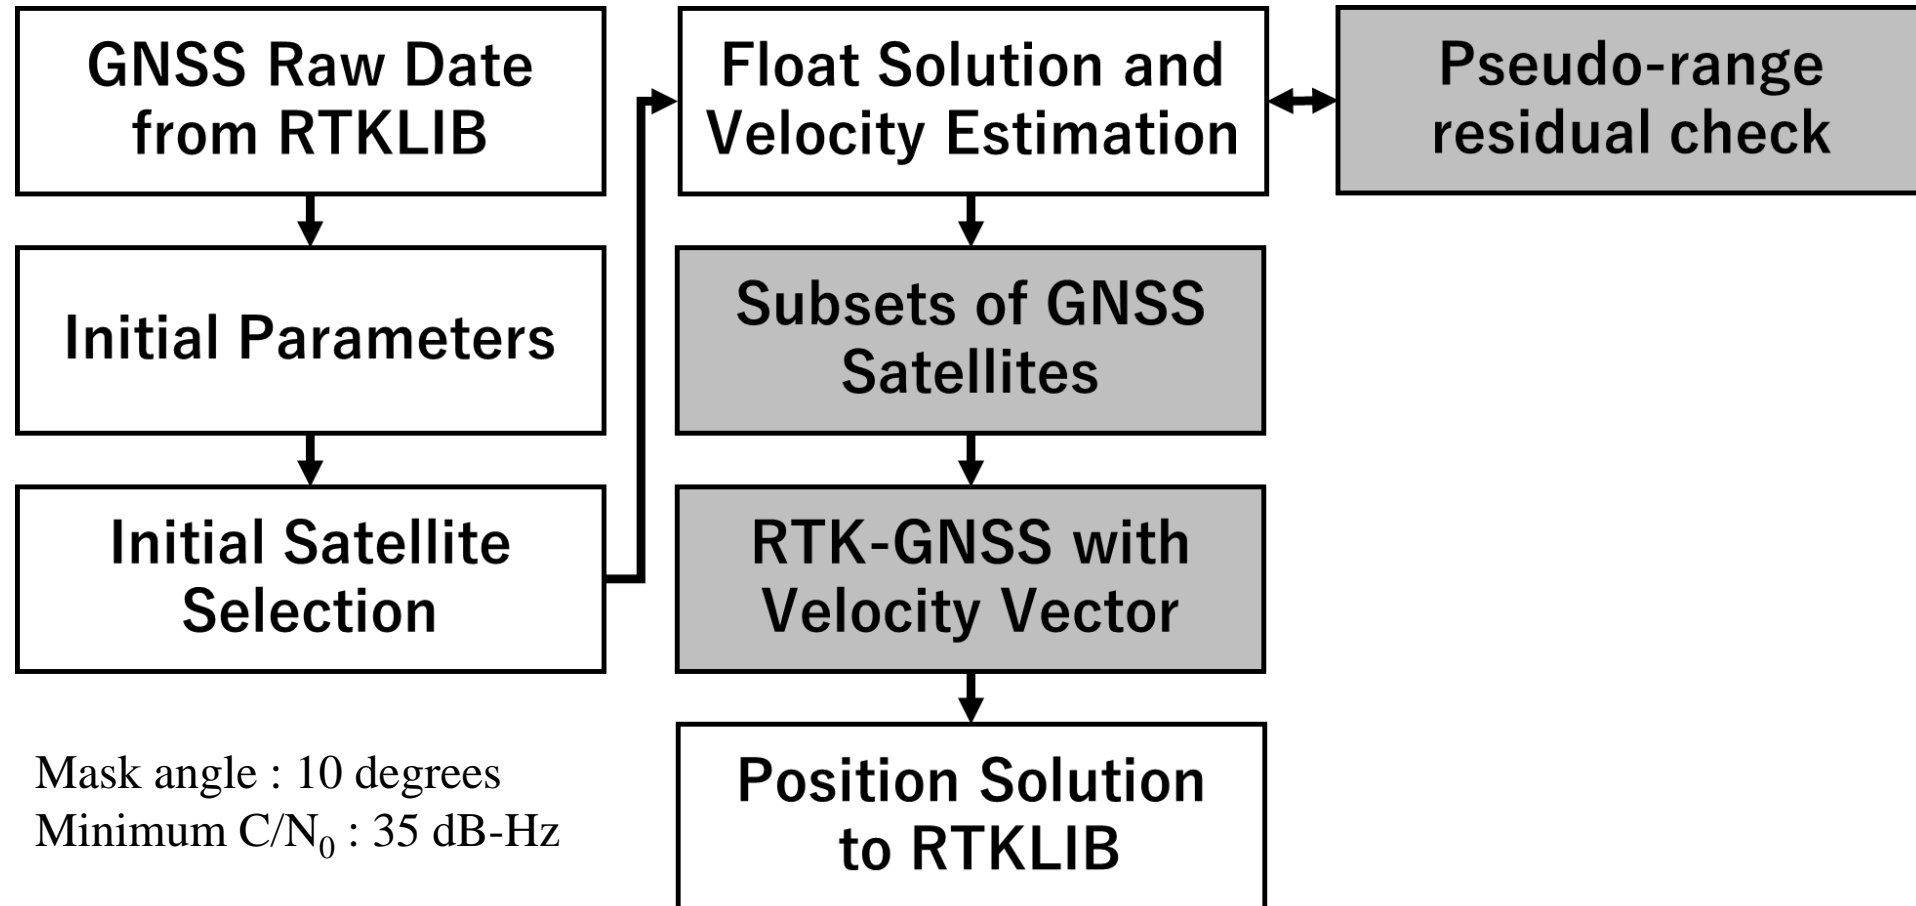 GNSS Raw Date
from RTKLIB
Initial Parameters
Initial Satellite
Selection
Float Solution and
Velocity Estimation
Pseudo-range
residual check
Subsets of GNSS
Satellites
RTK-GNSS with
Velocity Vector
Position Solution
to RTKLIB
Mask angle : 10 degrees
Minimum C/N₀ : 35 dB-Hz